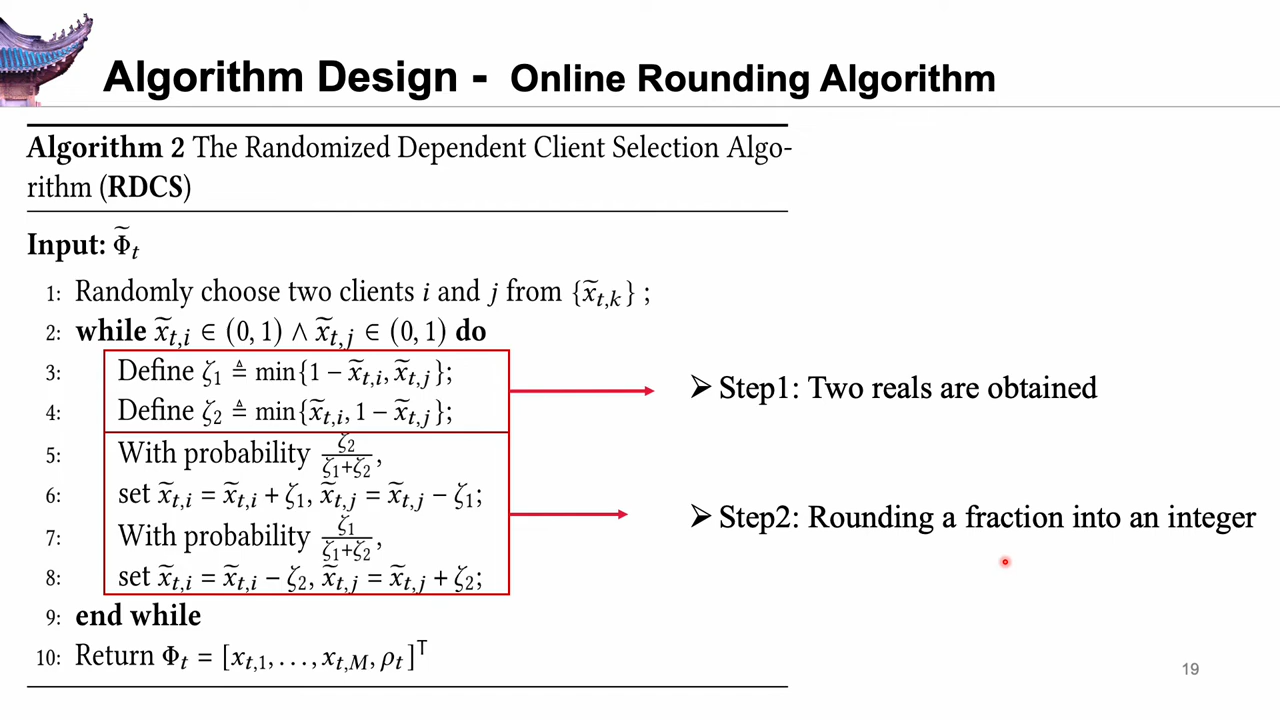 Algorithm Design - Online Rounding Algorithm
Algorithm 2 The Randomized Dependent Client Selection Algo-
rithm (RDCS)
Input: Φ̃ₜ
1: Randomly choose two clients i and j from {x̃ₜ,ₖ} ;
2: while x̃ₜ,ᵢ ∈ (0, 1) ∧ x̃ₜ,ⱼ ∈ (0, 1) do
3: Define ζ₁ ≜ min{1 − x̃ₜ,ᵢ, x̃ₜ,ⱼ};
4: Define ζ₂ ≜ min{x̃ₜ,ᵢ, 1 − x̃ₜ,ⱼ};
➢ Step1: Two reals are obtained
5: With probability ζ₂/(ζ₁+ζ₂),
6: set x̃ₜ,ᵢ = x̃ₜ,ᵢ + ζ₁, x̃ₜ,ⱼ = x̃ₜ,ⱼ − ζ₁;
7: With probability ζ₁/(ζ₁+ζ₂),
8: set x̃ₜ,ᵢ = x̃ₜ,ᵢ − ζ₂, x̃ₜ,ⱼ = x̃ₜ,ⱼ + ζ₂;
➢ Step2: Rounding a fraction into an integer
9: end while
10: Return Φₜ = [xₜ,₁, . . . , xₜ,M, ρₜ]ᵀ
19